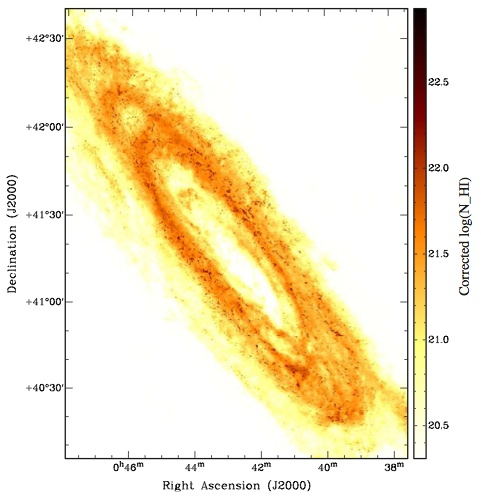 +42°30'
+42°00'
+41°30'
+41°00'
+40°30'
Declination (J2000)
0ʰ46ᵐ 44ᵐ 42ᵐ 40ᵐ 38ᵐ
Right Ascension (J2000)
22.5
22.0
21.5
21.0
20.5
Corrected log(N_HI)